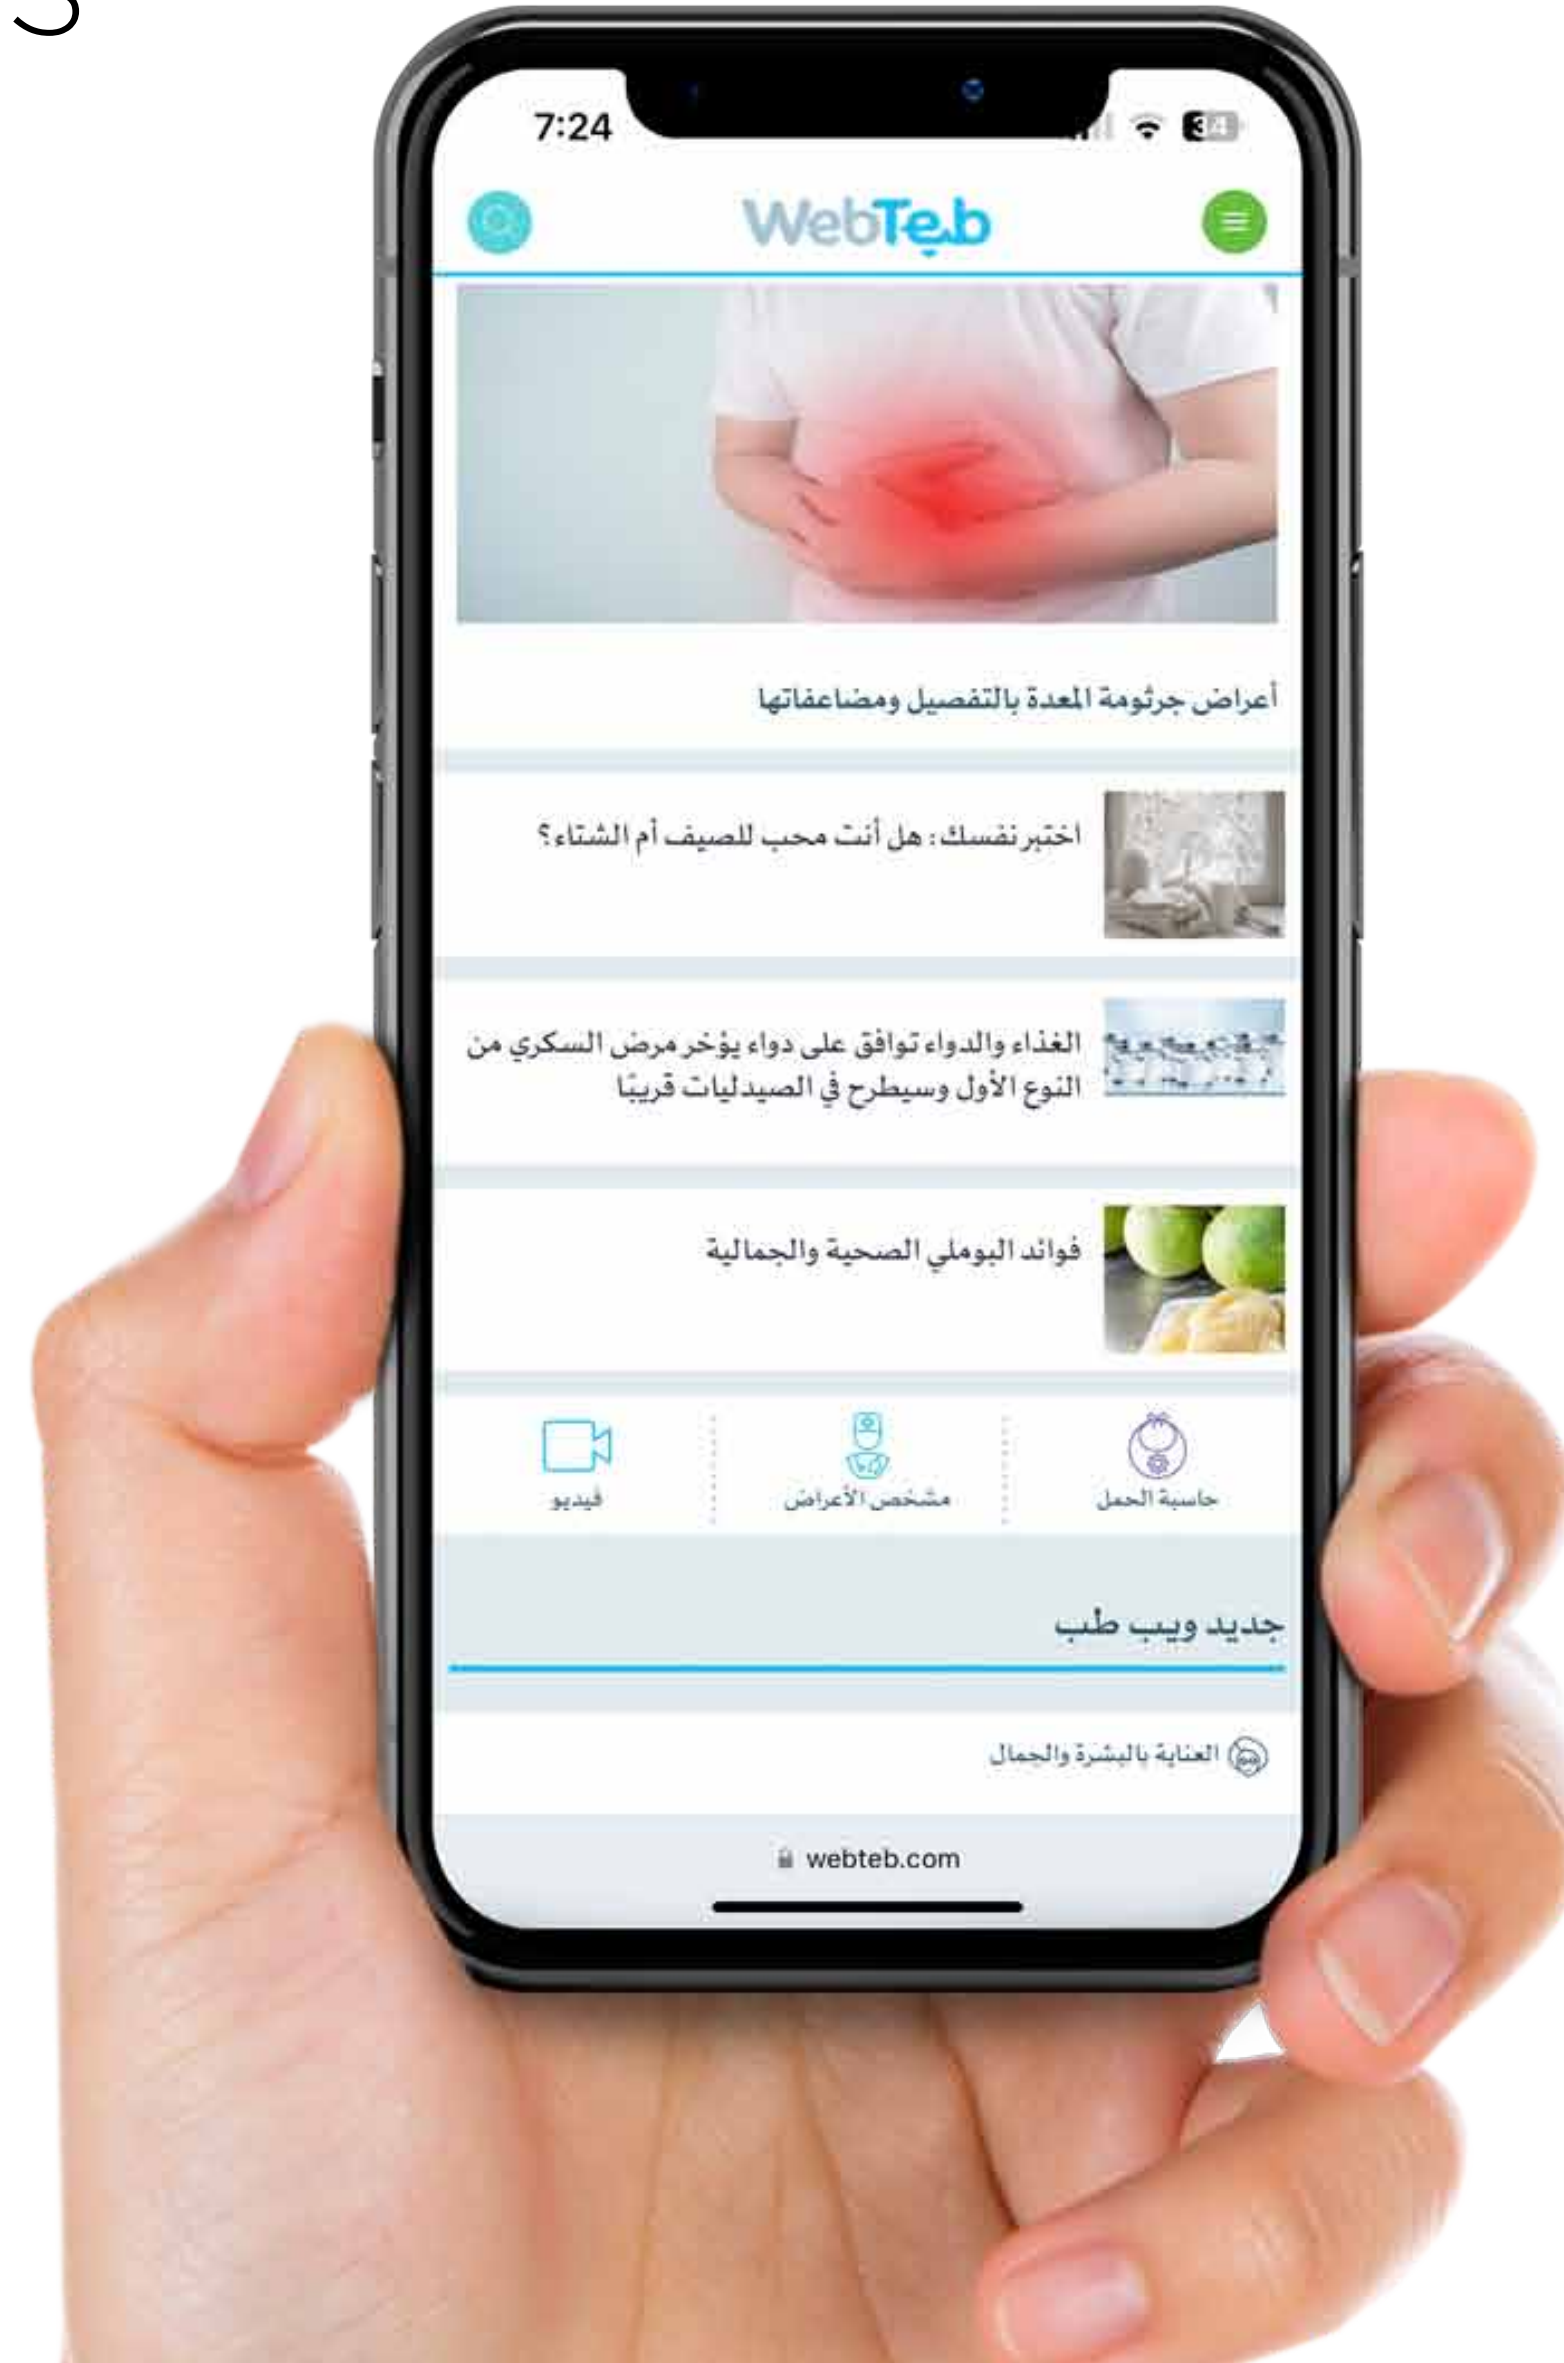 7:24
34
WebTeb
أعراض جرثومة المعدة بالتفصيل ومضاعفاتها
اختبر نفسك: هل أنت محب للصيف أم الشتاء؟
الغذاء والدواء توافق على دواء يؤخر مرض السكري من
النوع الأول وسيطرح في الصيدليات قريبًا
فوائد البوملي الصحية والجمالية
حاسبة الحمل
مشخص الأعراض
فيديو
جديد ويب طب
العناية بالبشرة والجمال
webteb.com